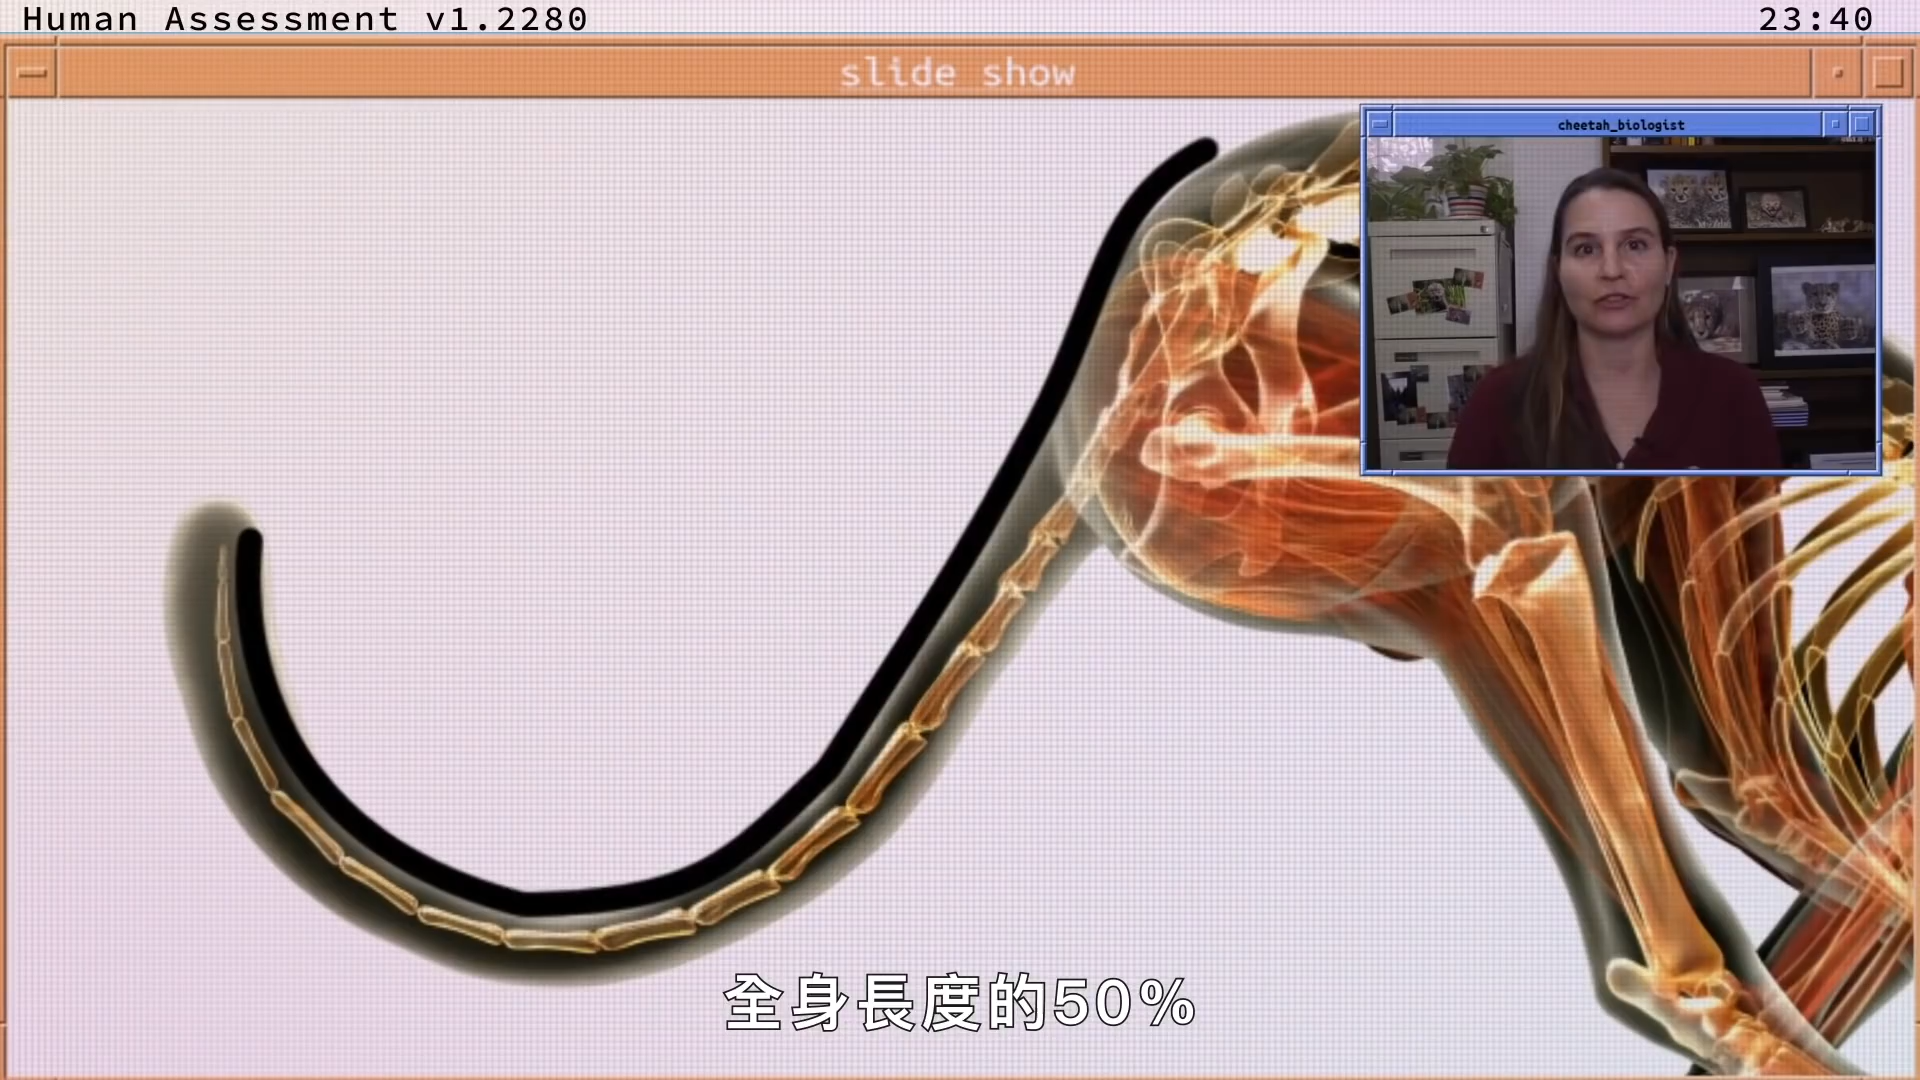 Human Assessment v1.2280
23:40
slide show
cheetah_biologist
全身長度的50%